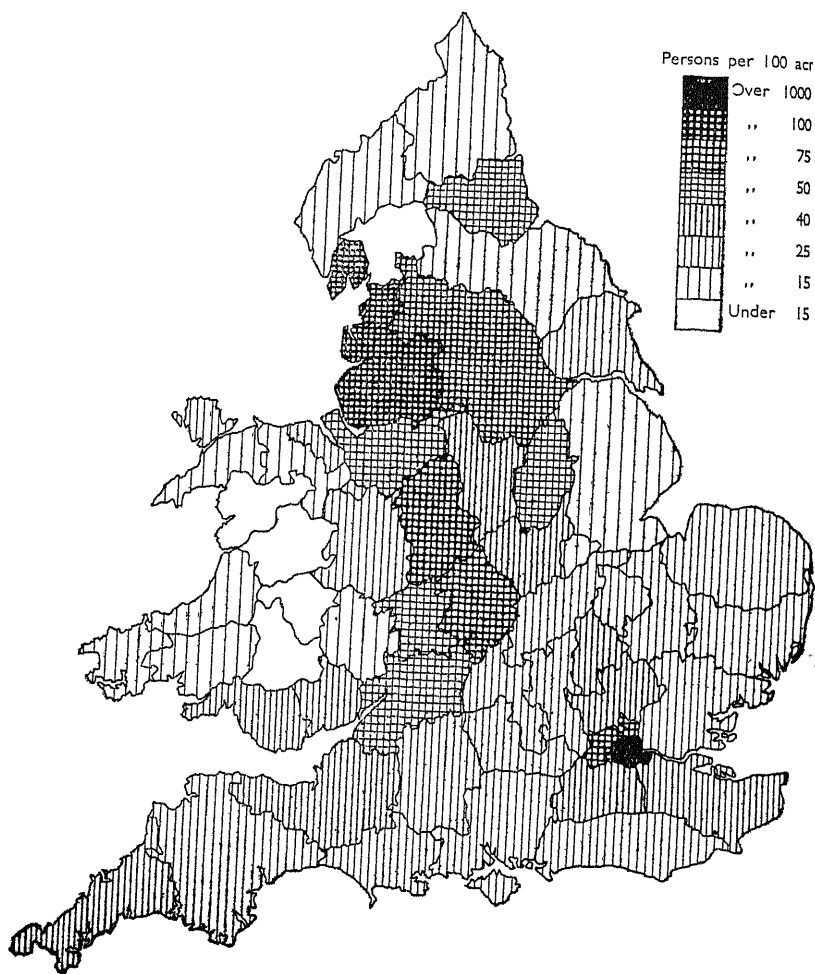 Persons per 100 acr
Over 1000
,, 100
,, 75
,, 50
,, 40
,, 25
,, 15
Under 15